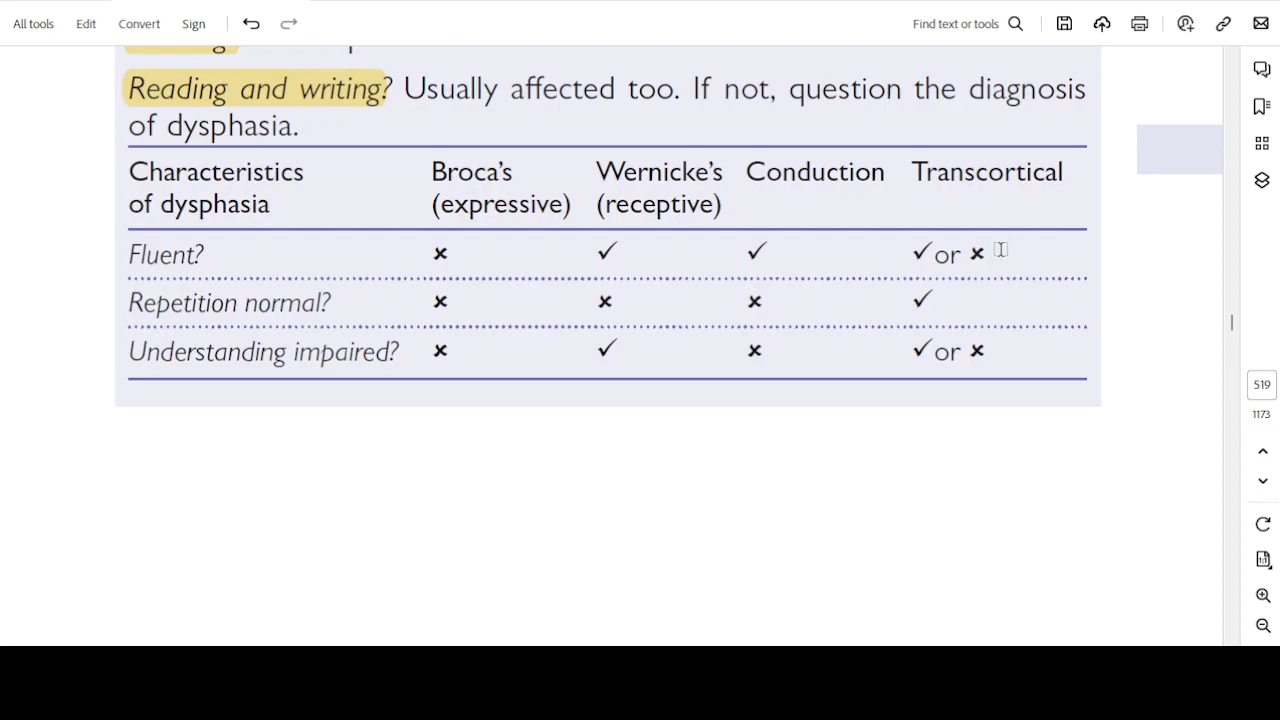 All tools Edit Convert Sign Find text or tools
Reading and writing? Usually affected too. If not, question the diagnosis
of dysphasia.
Characteristics Broca's Wernicke's Conduction Transcortical
of dysphasia (expressive) (receptive)
Fluent? ✗ ✓ ✓ ✓or ✗
Repetition normal? ✗ ✗ ✗ ✓
Understanding impaired? ✗ ✓ ✗ ✓or ✗
519
1173